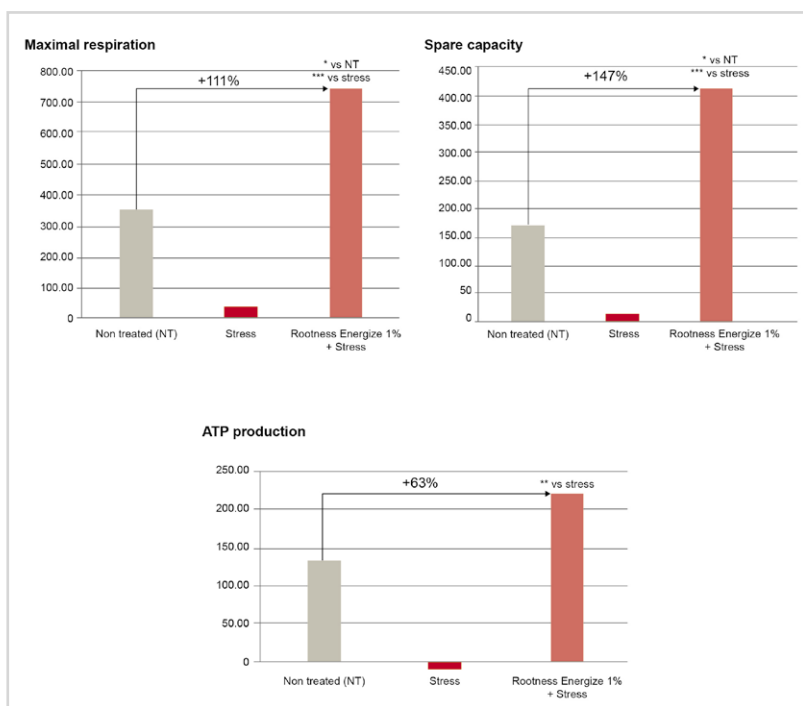 Maximal respiration
800.00
700.00
600.00
500.00
400.00
300.00
200.00
100.00
0
+111%
* vs NT
*** vs stress
Non treated (NT)
Stress
Rootness Energize 1%
+ Stress
Spare capacity
450.00
400.00
350.00
300.00
250.00
200.00
150.00
100.00
50
0
+147%
* vs NT
*** vs stress
Non treated (NT)
Stress
Rootness Energize 1%
+ Stress
ATP production
250.00
200.00
150.00
100.00
50.00
0
+63%
** vs stress
Non treated (NT)
Stress
Rootness Energize 1%
+ Stress